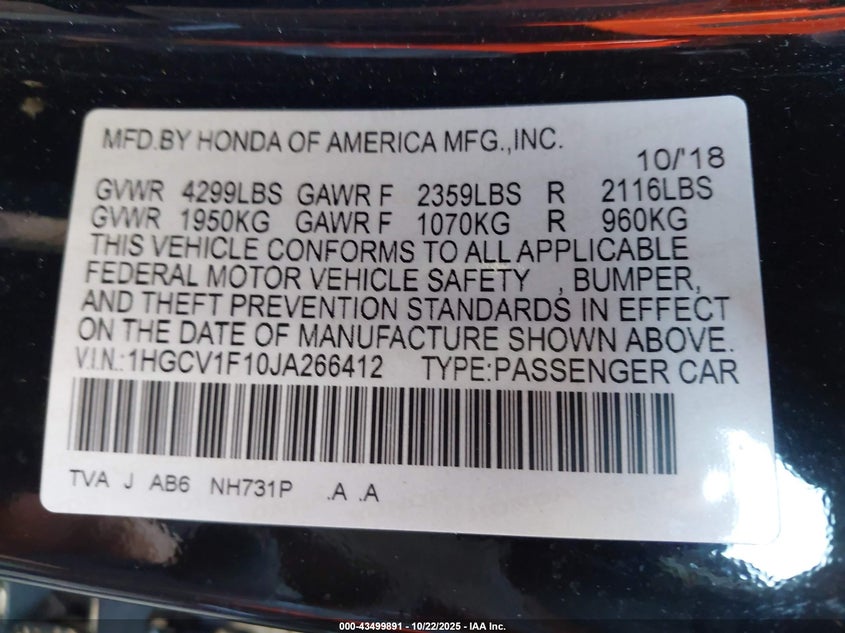 MFD.BY HONDA OF AMERICA MFG.,INC.
10/'18
GVWR 4299LBS GAWR F 2359LBS R 2116LBS
GVWR 1950KG GAWR F 1070KG R 960KG
THIS VEHICLE CONFORMS TO ALL APPLICABLE
FEDERAL MOTOR VEHICLE SAFETY , BUMPER,
AND THEFT PREVENTION STANDARDS IN EFFECT
ON THE DATE OF MANUFACTURE SHOWN ABOVE.
V.I.N.:1HGCV1F10JA266412 TYPE:PASSENGER CAR
TVA J AB6 NH731P .A .A
000-43499891 - 10/22/2025 - IAA Inc.